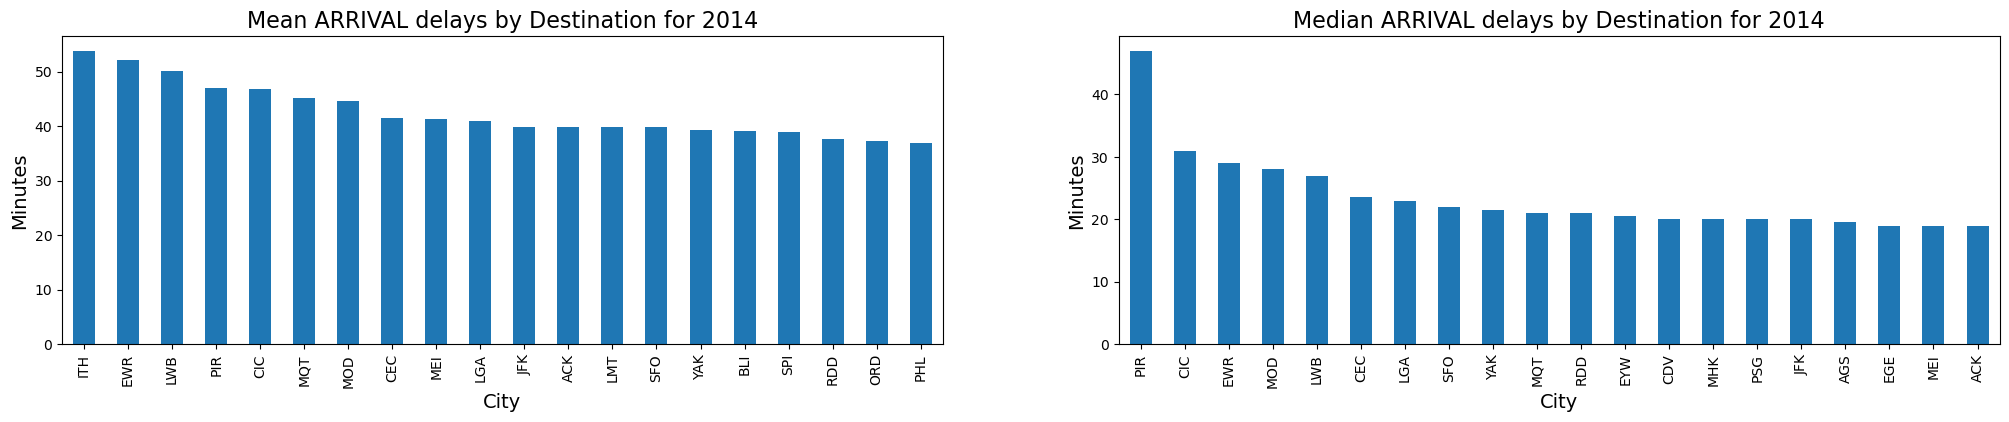 Mean ARRIVAL delays by Destination for 2014
Minutes
50
40
30
20
10
0
ITH EWR LWB PIR CIC MQT MOD CEC MEI LGA JFK ACK LMT SFO YAK BLI SPI RDD ORD PHL
City
Median ARRIVAL delays by Destination for 2014
Minutes
40
30
20
10
0
PIR CIC EWR MOD LWB CEC LGA SFO YAK MQT RDD EYW CDV MHK PSG JFK AGS EGE MEI ACK
City